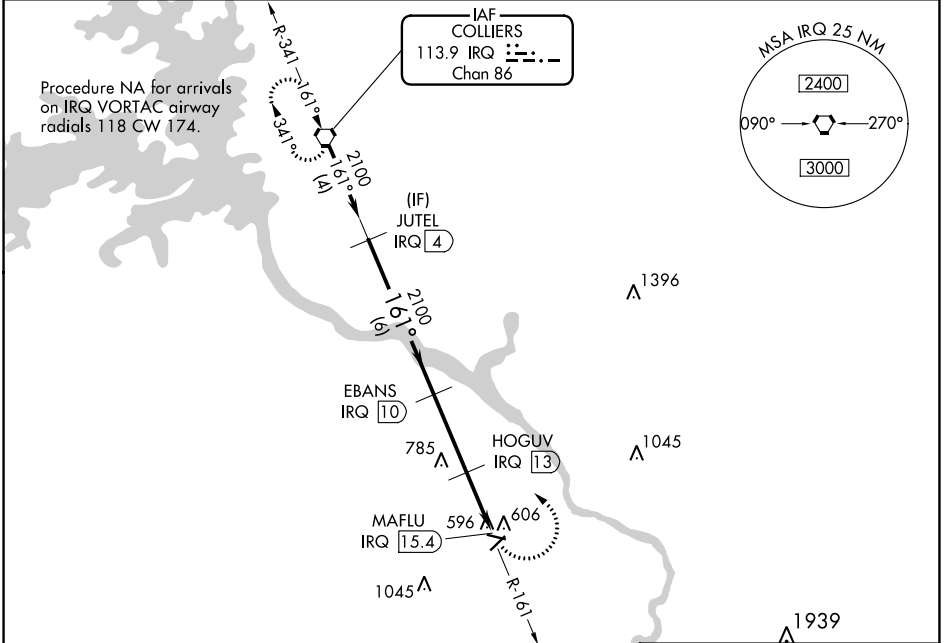 IAF
COLLIERS
113.9 IRQ
Chan 86
R-341
161°
341°
Procedure NA for arrivals
on IRQ VORTAC airway
radials 118 CW 174.
MSA IRQ 25 NM
2400
090°
270°
3000
2100
161°
(4)
(IF)
JUTEL
IRQ 4
2100
161°
(6)
1396
EBANS
IRQ 10
785
HOGUV
IRQ 13
1045
MAFLU
IRQ 15.4
596
606
1045
R-161
1939